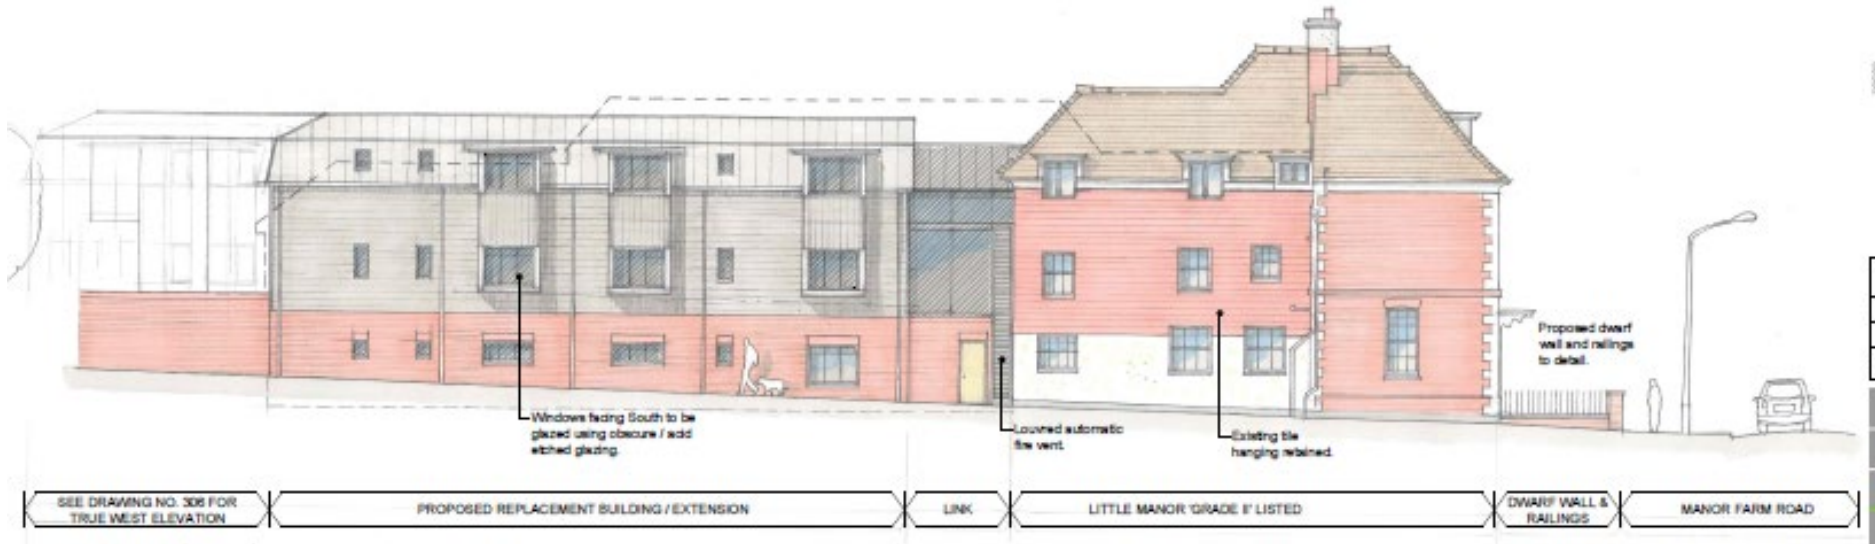 Proposed dwarf
wall and railings
to detail.
Windows facing South to be
glazed using obscure / acid
etched glazing.
Louvred automatic
fire vent.
Existing tile
hanging retained.
SEE DRAWING NO. 306 FOR
TRUE WEST ELEVATION
PROPOSED REPLACEMENT BUILDING / EXTENSION
LINK
LITTLE MANOR 'GRADE II' LISTED
DWARF WALL &
RAILINGS
MANOR FARM ROAD